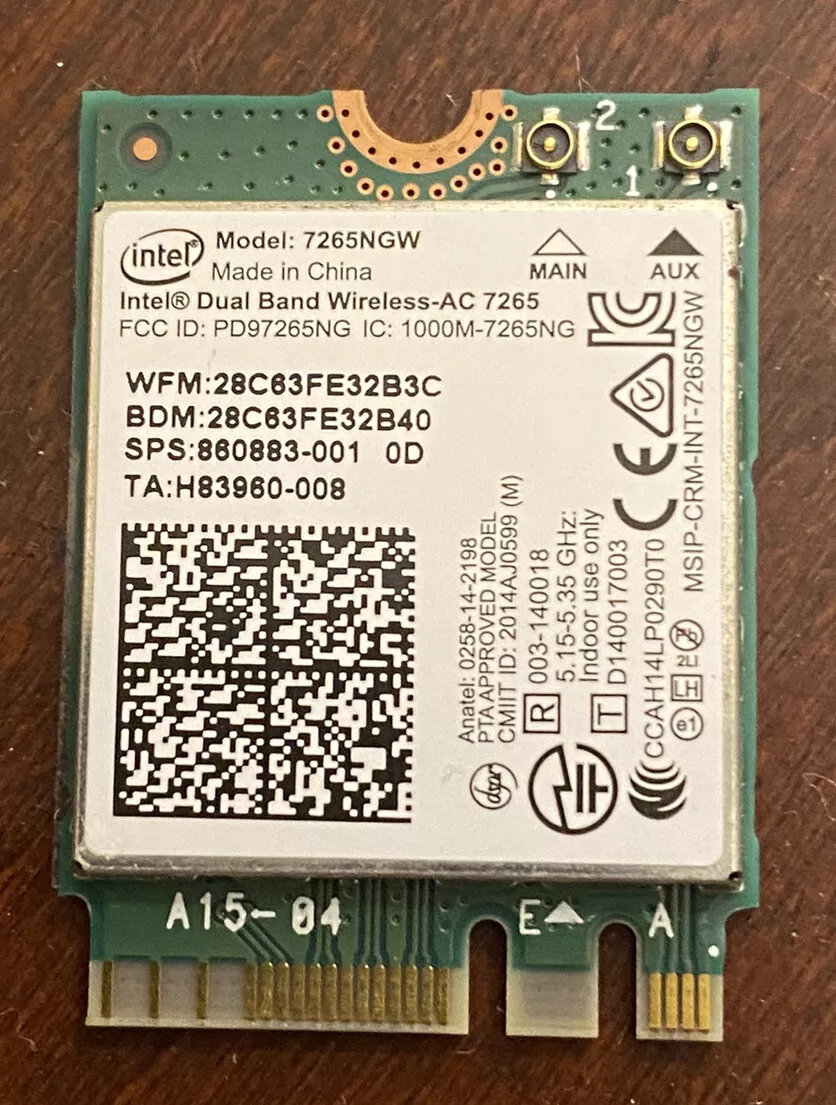 2
1
intel®
Model: 7265NGW
Made in China
MAIN
AUX
Intel® Dual Band Wireless-AC 7265
FCC ID: PD97265NG IC: 1000M-7265NG
WFM:28C63FE32B3C
BDM:28C63FE32B40
SPS:860883-001 0D
TA:H83960-008
Anatel: 0258-14-2198
PTA APPROVED MODEL
CMIIT ID: 2014AJ0599 (M)
R 003-140018
5.15-5.35 GHz:
Indoor use only
T D140017003
CCAH14LP0290T0
MSIP-CRM-INT-7265NGW
CE
e1
A15-04
E
A